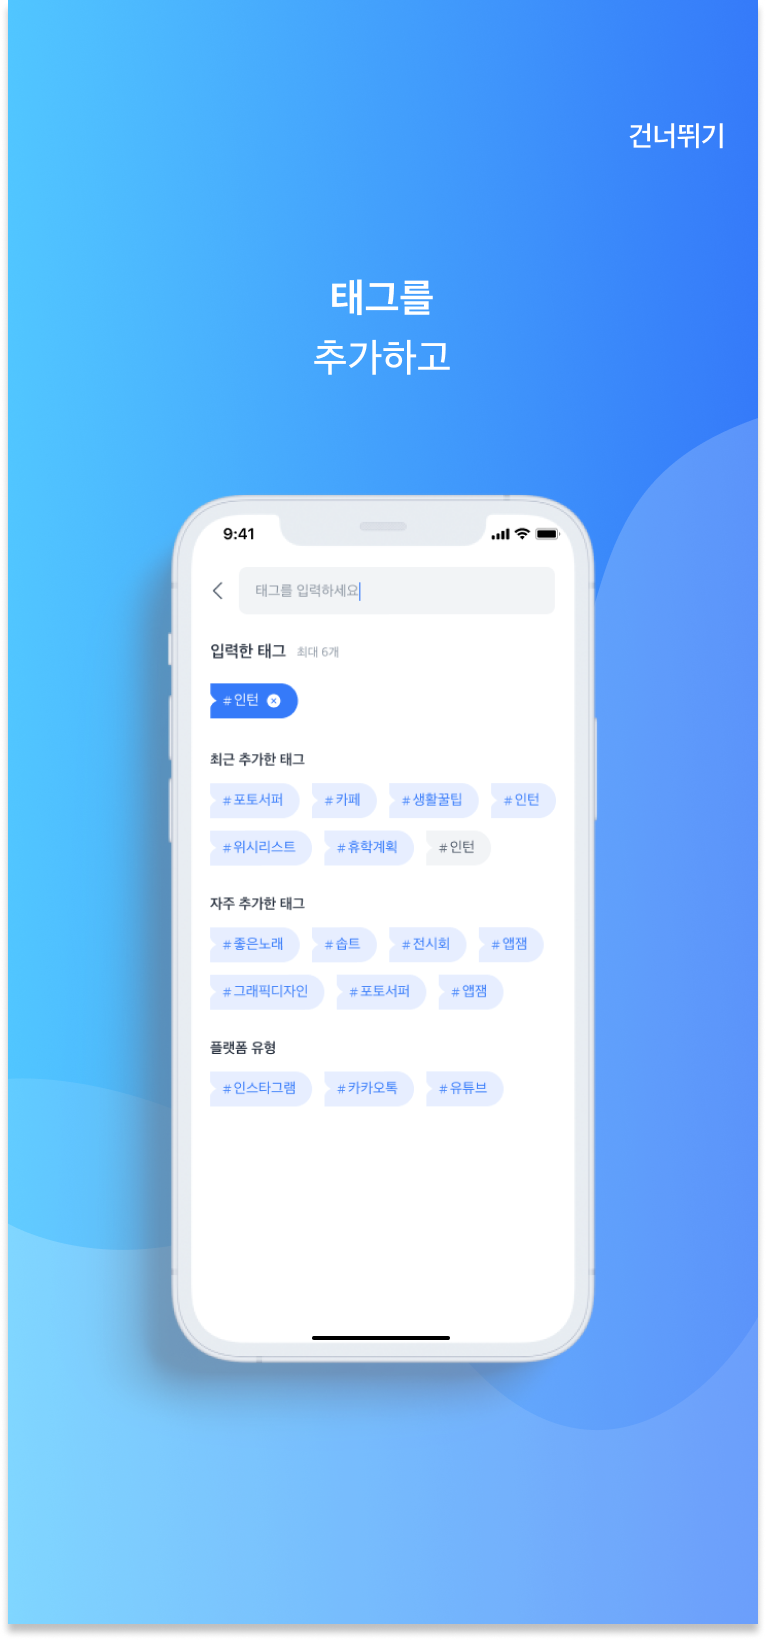 건너뛰기
태그를
추가하고
9:41
태그를 입력하세요
입력한 태그 최대 6개
#인턴
최근 추가한 태그
#포토서퍼 #카페 #생활꿀팁 #인턴
#위시리스트 #휴학계획 #인턴
자주 추가한 태그
#좋은노래 #솝트 #전시회 #앱잼
#그래픽디자인 #포토서퍼 #앱잼
플랫폼 유형
#인스타그램 #카카오톡 #유튜브